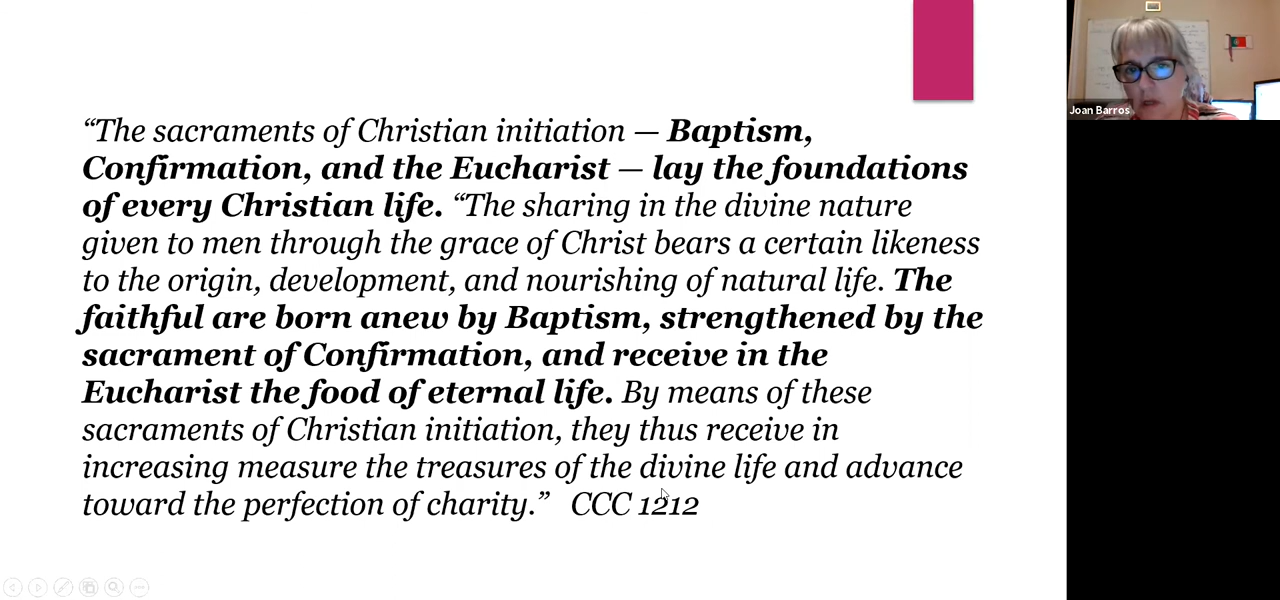 “The sacraments of Christian initiation — Baptism,
Confirmation, and the Eucharist — lay the foundations
of every Christian life. “The sharing in the divine nature
given to men through the grace of Christ bears a certain likeness
to the origin, development, and nourishing of natural life. The
faithful are born anew by Baptism, strengthened by the
sacrament of Confirmation, and receive in the
Eucharist the food of eternal life. By means of these
sacraments of Christian initiation, they thus receive in
increasing measure the treasures of the divine life and advance
toward the perfection of charity.” CCC 1212
Joan Barros